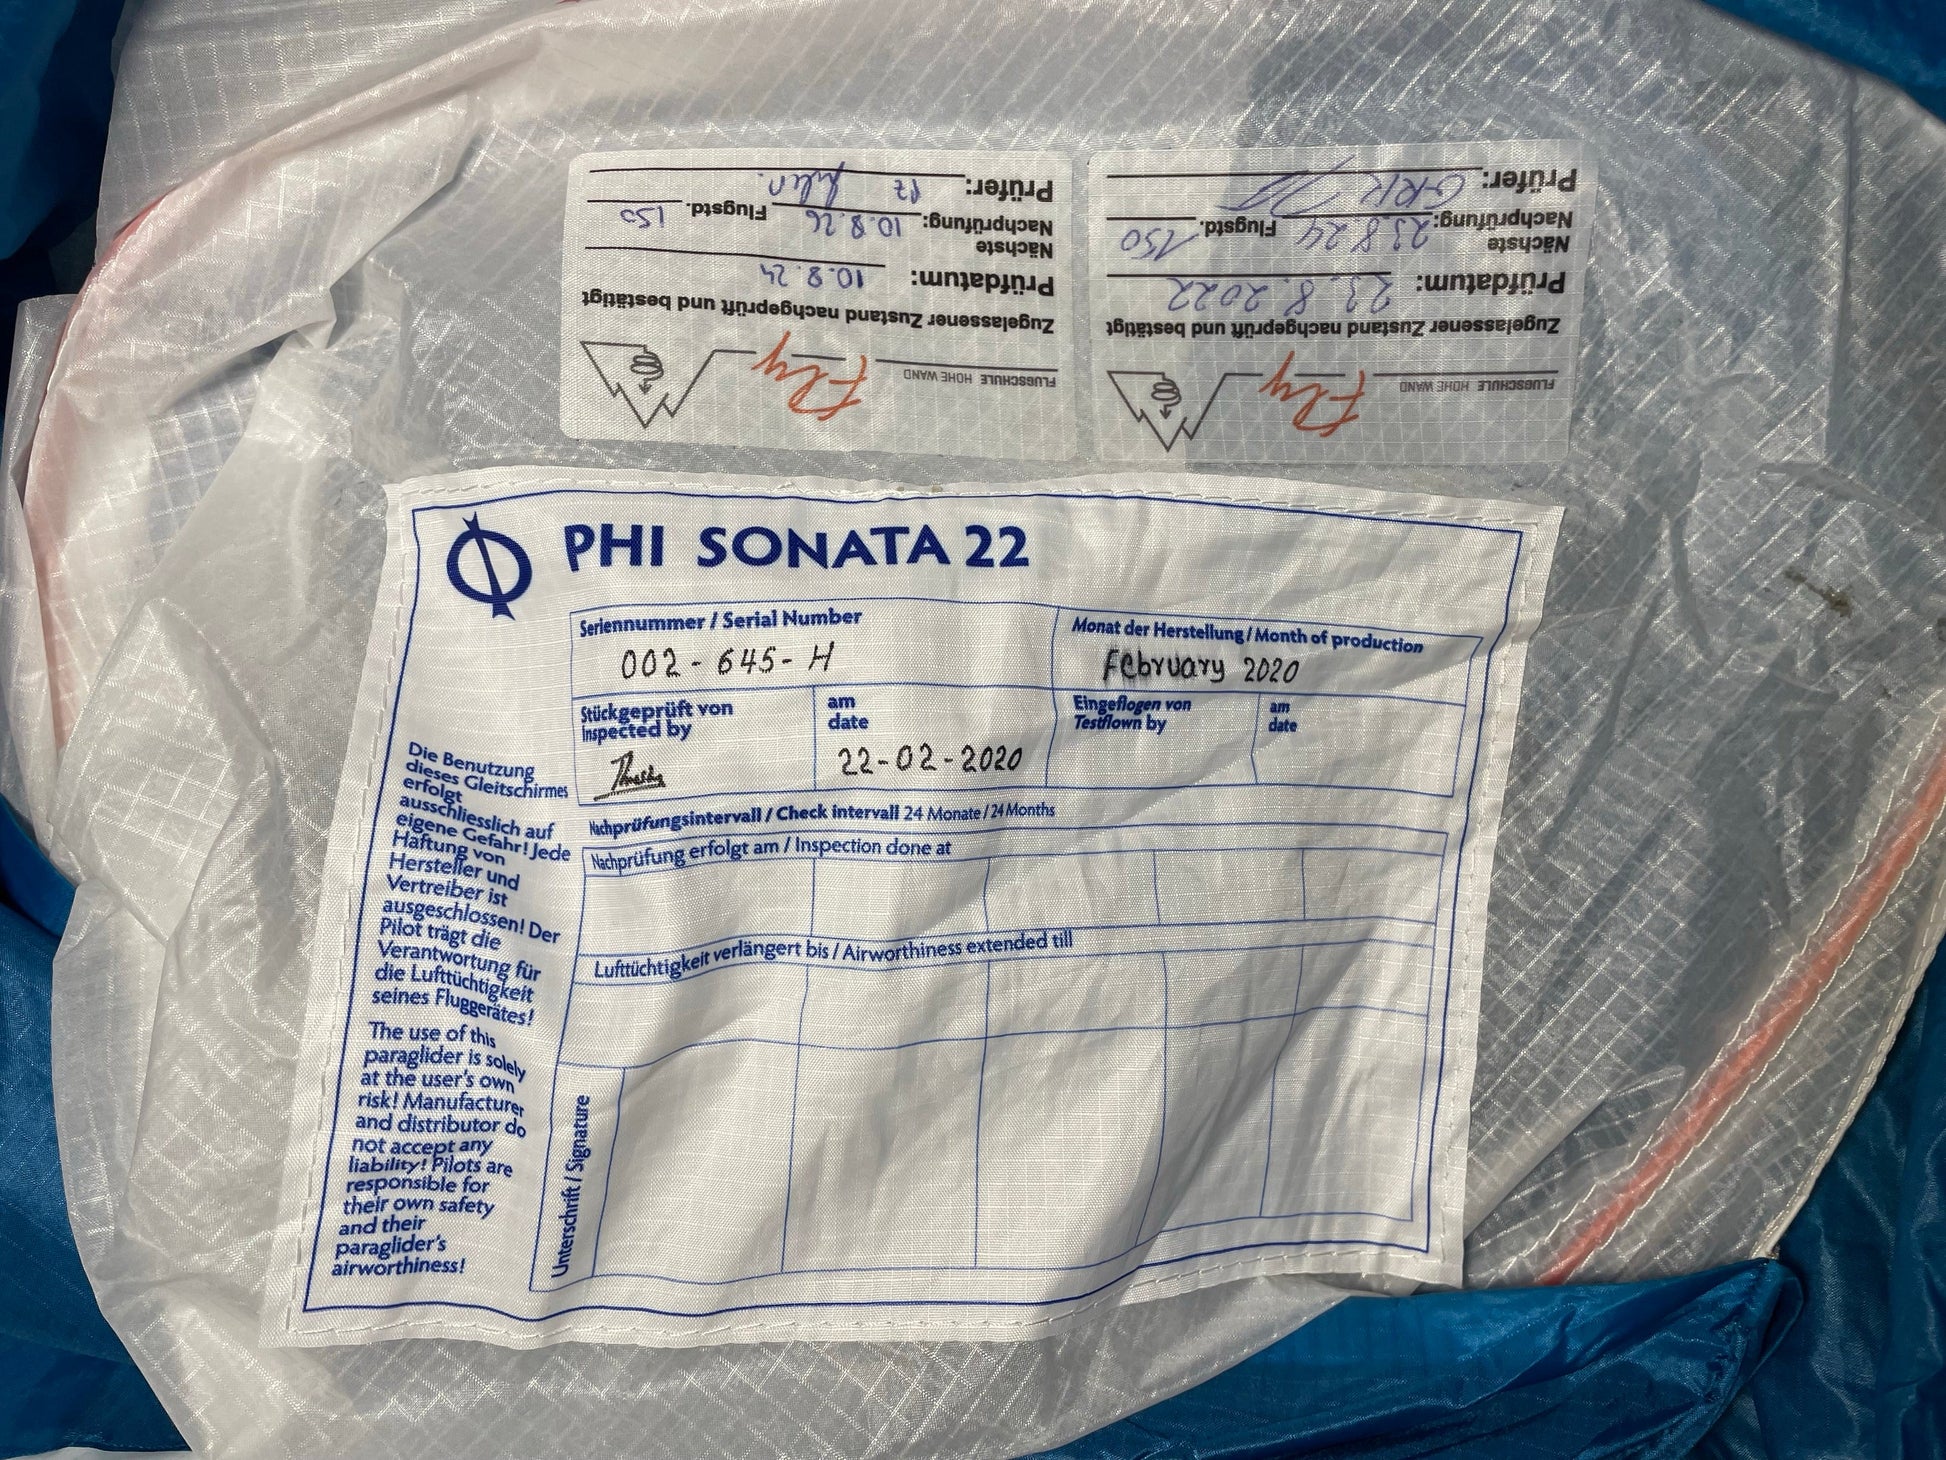 PHI SONATA 22
Seriennummer / Serial Number
002 - 645 - H
Monat der Herstellung / Month of production
February 2020
Stückgeprüft von
Inspected by
am
date
22-02-2020
Eingeflogen von
Testflown by
am
date
Nachprüfungsintervall / Check intervall 24 Monate / 24 Months
Nachprüfung erfolgt am / Inspection done at
Lufttüchtigkeit verlängert bis / Airworthiness extended till
Unterschrift / Signature
Die Benutzung
dieses Gleitschirmes
erfolgt
ausschliesslich auf
eigene Gefahr! Jede
Haftung von
Hersteller und
Vertreiber ist
ausgeschlossen! Der
Pilot trägt die
Verantwortung für
die Lufttüchtigkeit
seines Fluggerätes!
The use of this
paraglider is solely
at the user's own
risk! Manufacturer
and distributor do
not accept any
liability! Pilots are
responsible for
their own safety
and their
paraglider's
airworthiness!
FLUGSCHULE HOHE WAND
Fly
Zugelassener Zustand nachgeprüft und bestätigt
Prüfdatum: 23.8.2022
Nächste
Nachprüfung: 23 8 24 Flugstd. 150
Prüfer: GRK
FLUGSCHULE HOHE WAND
Fly
Zugelassener Zustand nachgeprüft und bestätigt
Prüfdatum: 10.8.24
Nächste
Nachprüfung: 10.8.26 Flugstd. 150
Prüfer: